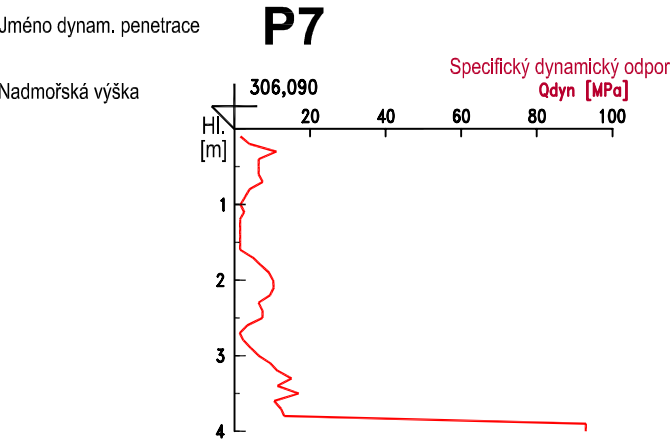 Jméno dynam. penetrace P7
Specifický dynamický odpor
Nadmořská výška 306,090 Qdyn [MPa]
Hl. 20 40 60 80 100
[m]
1
2
3
4